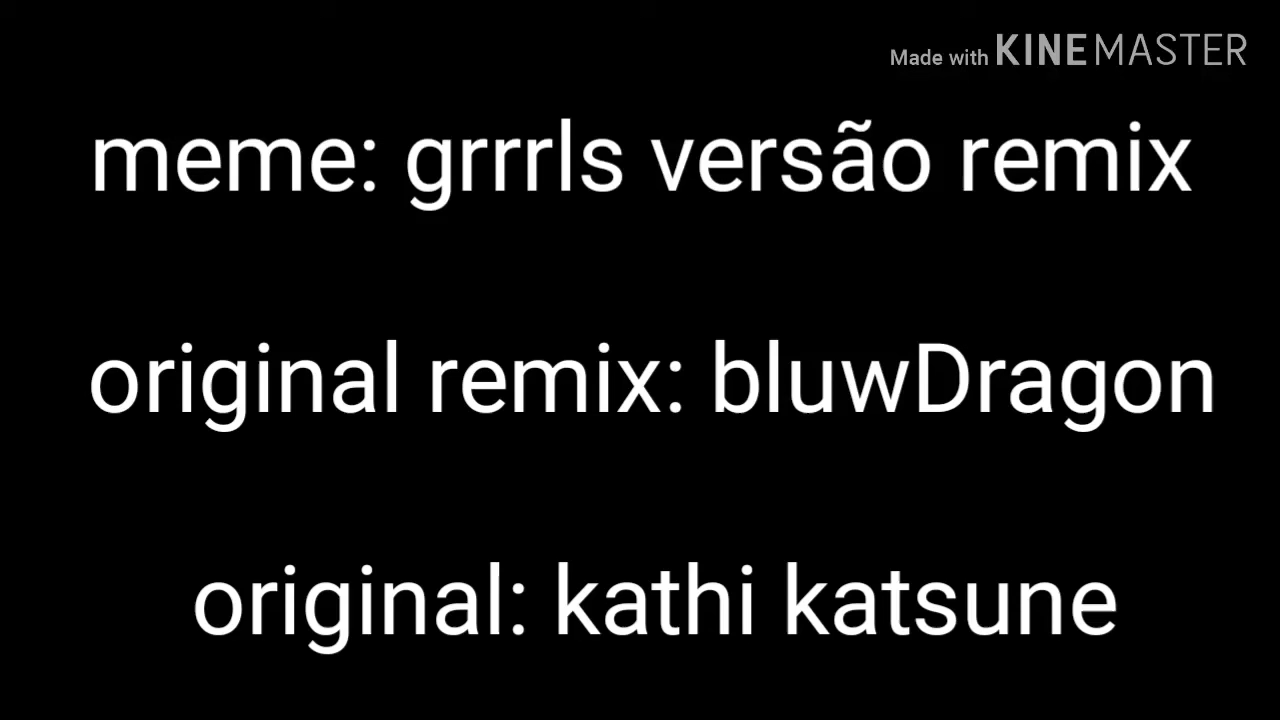 Made with KINEMASTER
meme: grrrls versão remix
original remix: bluwDragon
original: kathi katsune